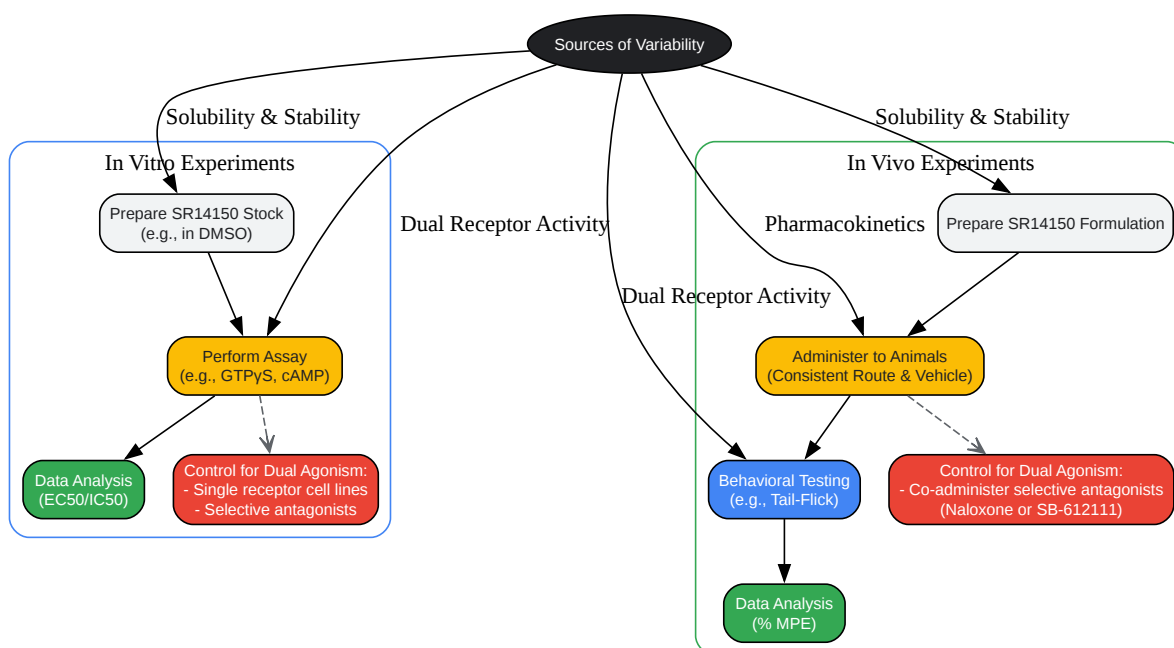 Sources of Variability
Solubility & Stability
Solubility & Stability
In Vitro Experiments
In Vivo Experiments
Prepare SR14150 Stock
(e.g., in DMSO)
Dual Receptor Activity
Pharmacokinetics
Prepare SR14150 Formulation
Dual Receptor Activity
Perform Assay
(e.g., GTPγS, cAMP)
Administer to Animals
(Consistent Route & Vehicle)
Data Analysis
(EC50/IC50)
Control for Dual Agonism:
- Single receptor cell lines
- Selective antagonists
Behavioral Testing
(e.g., Tail-Flick)
Control for Dual Agonism:
- Co-administer selective antagonists
(Naloxone or SB-612111)
Data Analysis
(% MPE)